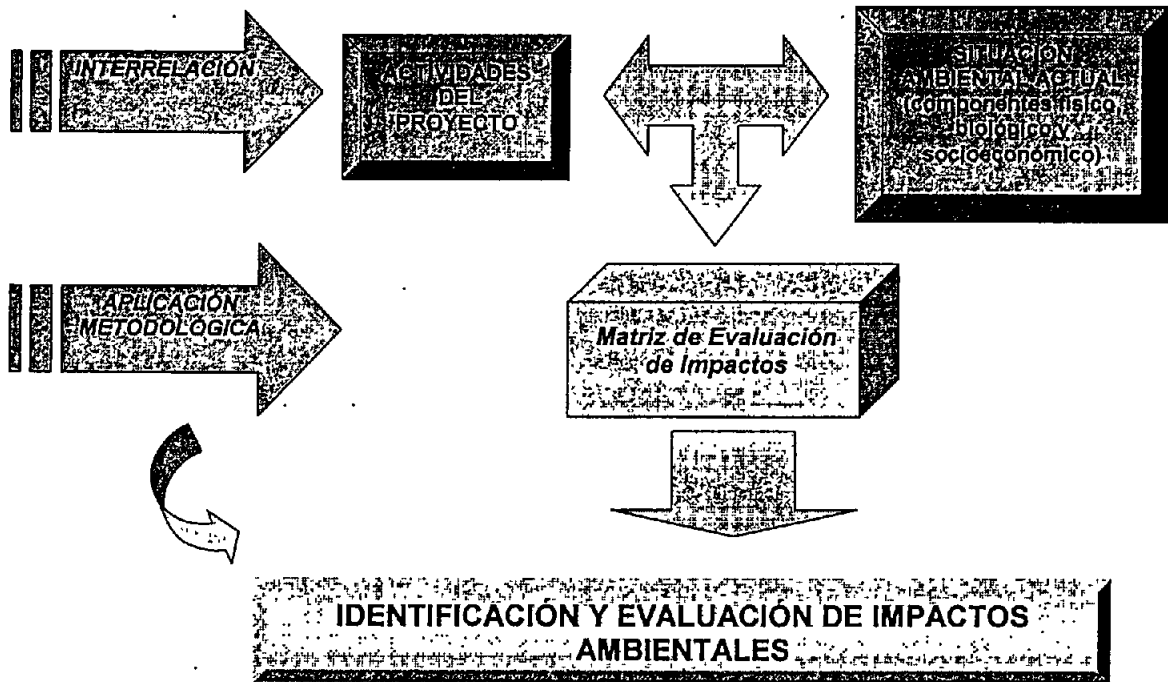 INTERRELACIÓN
ACTIVIDADES
DEL
PROYECTO
SITUACIÓN
AMBIENTAL ACTUAL
(componentes físico
biológico y
socioeconómico)
APLICACIÓN
METODOLÓGICA
Matriz de Evaluación
de Impactos
IDENTIFICACIÓN Y EVALUACIÓN DE IMPACTOS
AMBIENTALES